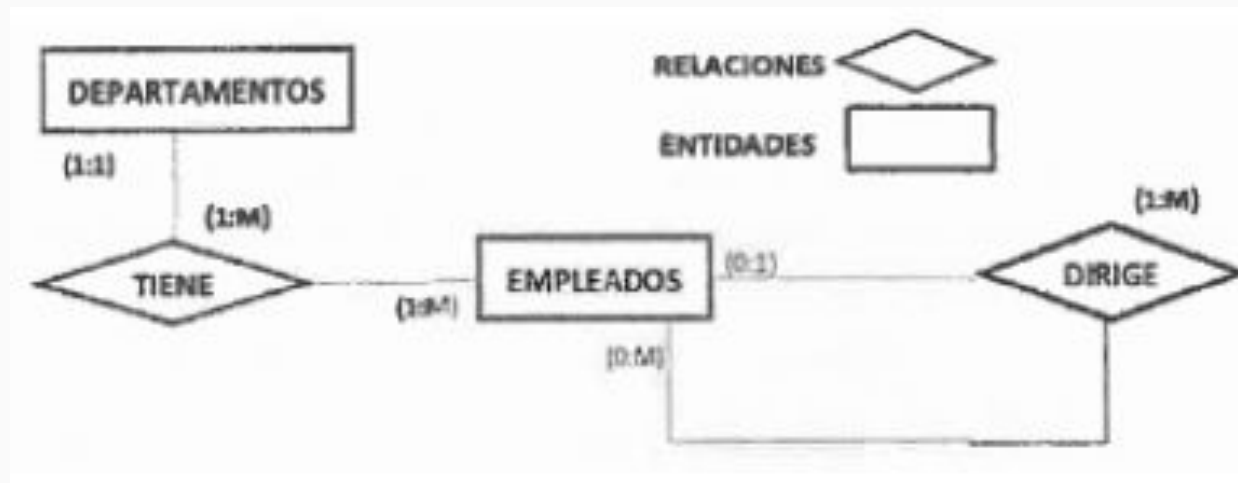 DEPARTAMENTOS
(1:1)
(1:M)
TIENE
(1:M)
EMPLEADOS
(0:1)
(0:M)
RELACIONES
ENTIDADES
(1:M)
DIRIGE